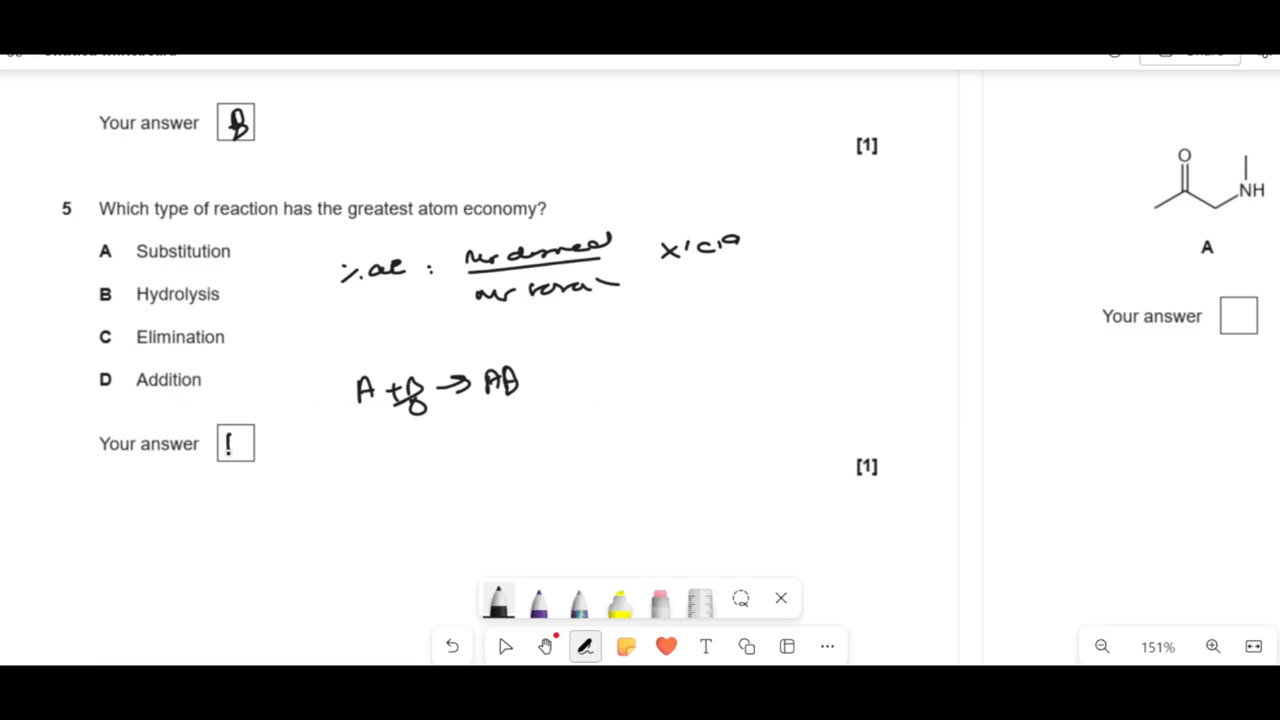 Your answer B
[1]
O
NH
A
5 Which type of reaction has the greatest atom economy?
A Substitution
B Hydrolysis
C Elimination
D Addition
% ae : Mr desired
Mr total
A + B → AB
Your answer
[1]
Your answer
T
151%